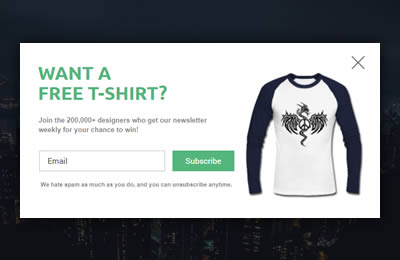 WANT A
FREE T-SHIRT?
Join the 200,000+ designers who get our newsletter
weekly for your chance to win!
Email
Subscribe
We hate spam as much as you do, and you can unsubscribe anytime.